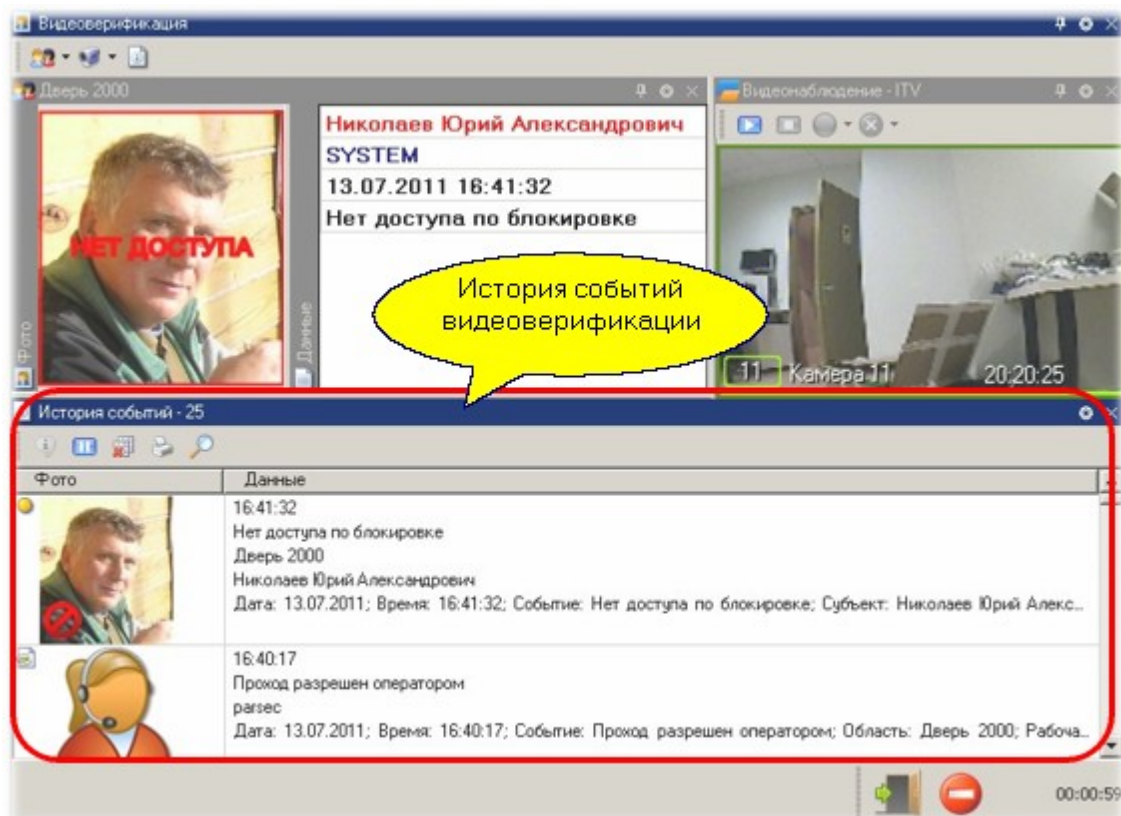 Видеоверификация
Дверь 2000
Видеонаблюдение - ITV
НЕТ ДОСТУПА
Фото
Данные
Николаев Юрий Александрович
SYSTEM
13.07.2011 16:41:32
Нет доступа по блокировке
История событий
видеоверификации
11 Камера 11 20:20:25
История событий - 25
Фото Данные
16:41:32
Нет доступа по блокировке
Дверь 2000
Николаев Юрий Александрович
Дата: 13.07.2011; Время: 16:41:32; Событие: Нет доступа по блокировке; Субъект: Николаев Юрий Алекс...
16:40:17
Проход разрешен оператором
parsec
Дата: 13.07.2011; Время: 16:40:17; Событие: Проход разрешен оператором; Область: Дверь 2000; Рабоча...
00:00:59